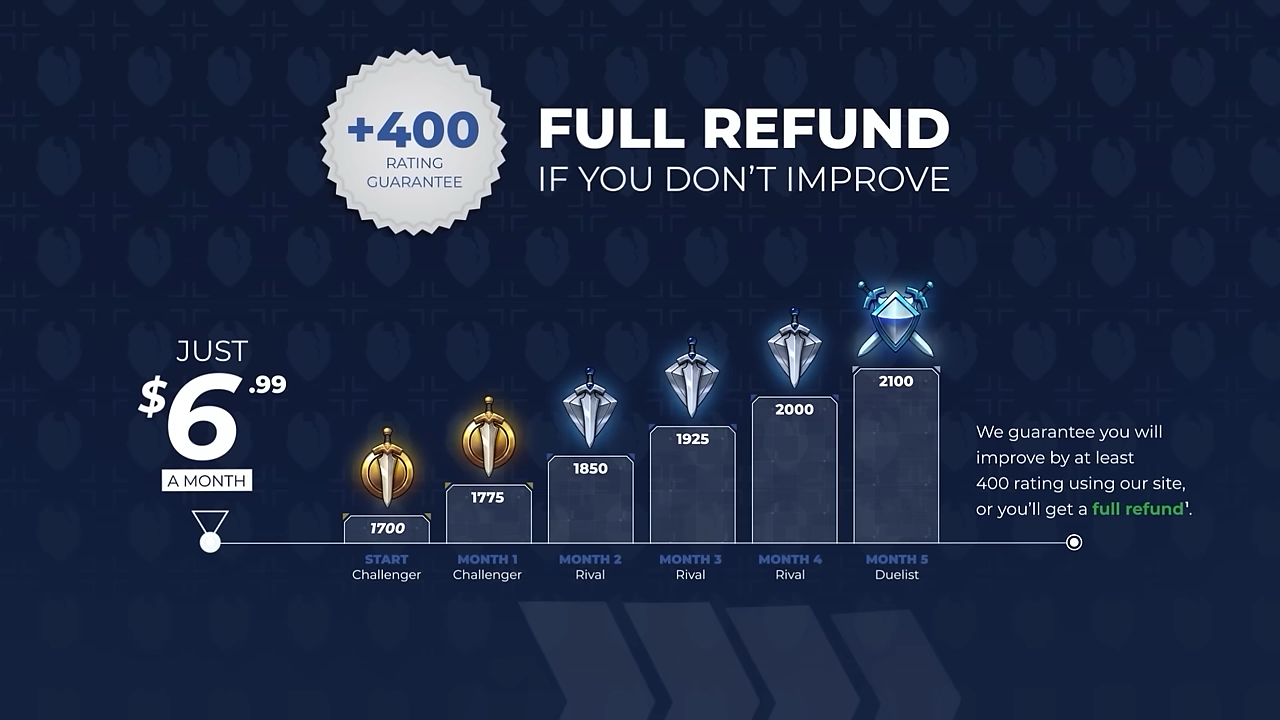 +400
RATING
GUARANTEE
FULL REFUND
IF YOU DON'T IMPROVE
JUST
$6.99
A MONTH
1700
1775
1850
1925
2000
2100
START
Challenger
MONTH 1
Challenger
MONTH 2
Rival
MONTH 3
Rival
MONTH 4
Rival
MONTH 5
Duelist
We guarantee you will
improve by at least
400 rating using our site,
or you'll get a full refund¹.